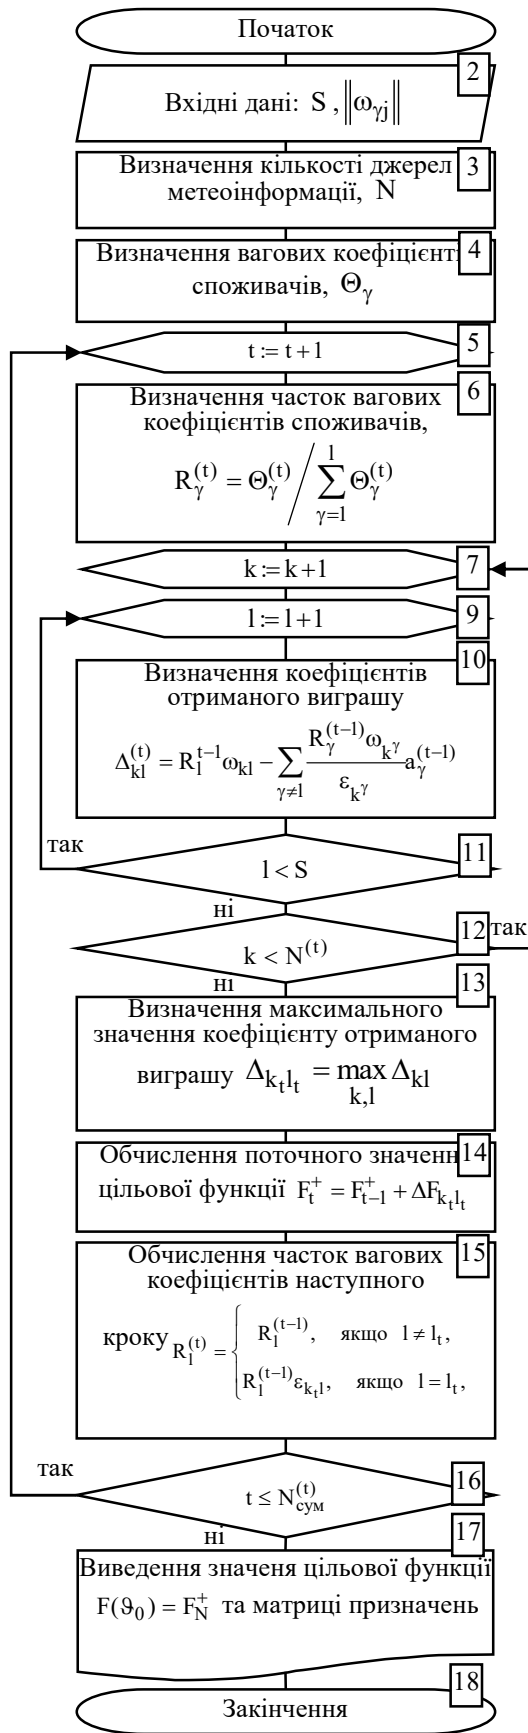 Початок
2
Вхідні дані: S , ‖ω_γj‖
3
Визначення кількості джерел
метеоінформації, N
4
Визначення вагових коефіцієнті
споживачів, Θ_γ
5
t := t + 1
6
Визначення часток вагових
коефіцієнтів споживачів,
R_γ^(t) = Θ_γ^(t) / ∑_{γ=1}^{l} Θ_γ^(t)
7
k := k + 1
9
l := l + 1
10
Визначення коефіцієнтів
отриманого виграшу
Δ_kl^(t) = R_l^{t−1} ω_kl − ∑_{γ≠l} (R_γ^(t−1) ω_kγ / ε_kγ) a_γ^(t−1)
так
11
l < S
ні
12
так
k < N^(t)
ні
13
Визначення максимального
значення коефіцієнту отриманого
виграшу Δ_{k_t l_t} = max_{k,l} Δ_kl
14
Обчислення поточного значенн
цільової функції F_t^+ = F_{t−1}^+ + ΔF_{k_t l_t}
15
Обчислення часток вагових
коефіцієнтів наступного
кроку R_l^(t) = { R_l^(t−1), якщо l ≠ l_t,
R_l^(t−1) ε_{k_t l}, якщо l = l_t,
так
16
t ≤ N_сум^(t)
ні
17
Виведення значеня цільової функції
F(ϑ_0) = F_N^+ та матриці призначень
18
Закінчення